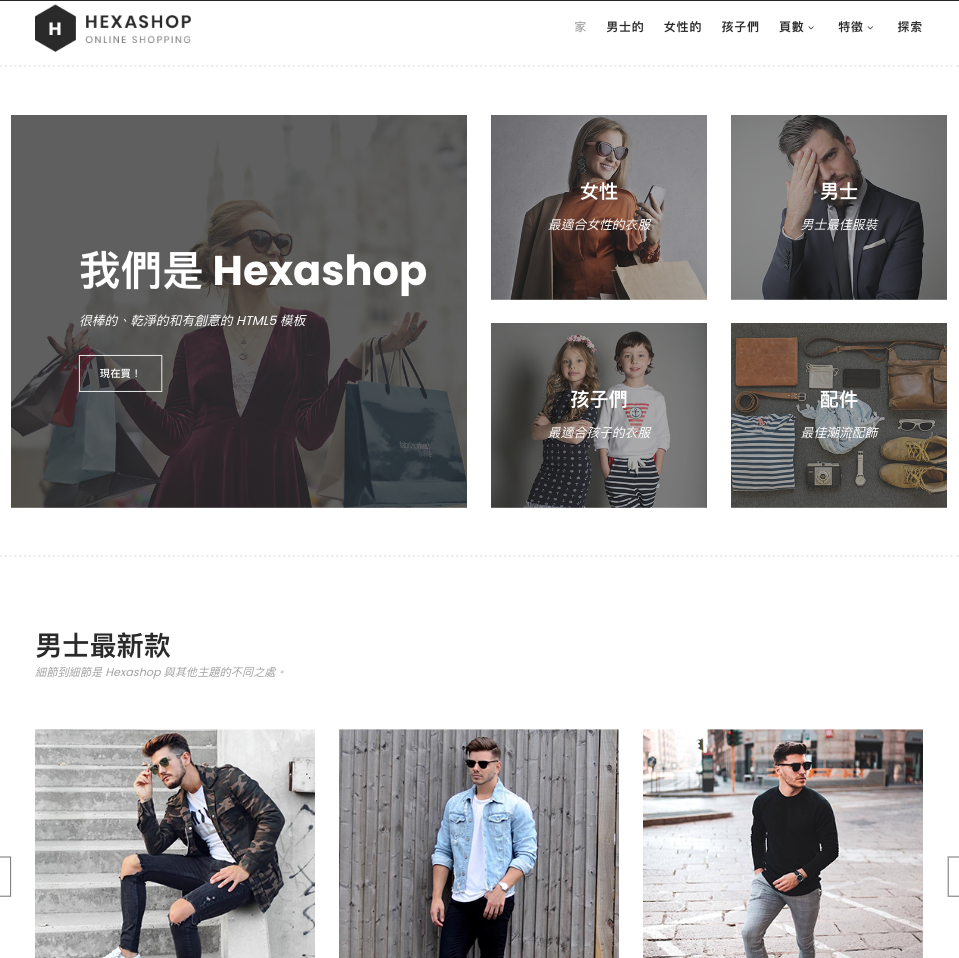 H
HEXASHOP
ONLINE SHOPPING
家
男士的
女性的
孩子們
頁數
特徵
探索
我們是 Hexashop
很棒的、乾淨的和有創意的 HTML5 模板
現在買！
女性
最適合女性的衣服
男士
男士最佳服裝
孩子們
最適合孩子的衣服
配件
最佳潮流配飾
男士最新款
細節到細節是 Hexashop 與其他主題的不同之處。